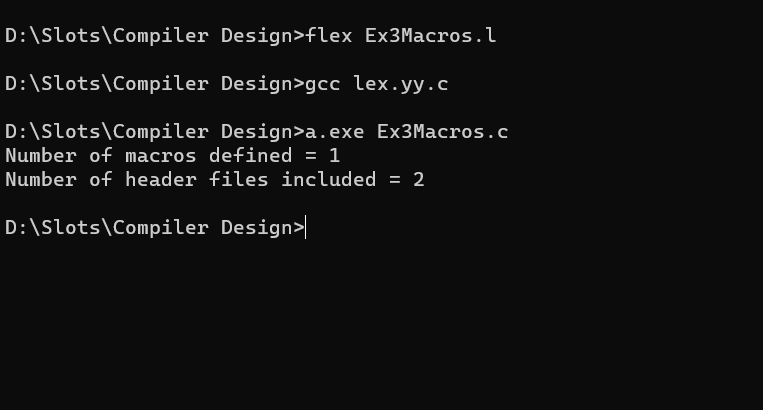 D:\Slots\Compiler Design>flex Ex3Macros.l
D:\Slots\Compiler Design>gcc lex.yy.c
D:\Slots\Compiler Design>a.exe Ex3Macros.c
Number of macros defined = 1
Number of header files included = 2
D:\Slots\Compiler Design>